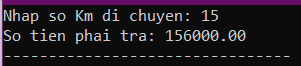 Nhap so Km di chuyen: 15
So tien phai tra: 156000.00
--------------------------------